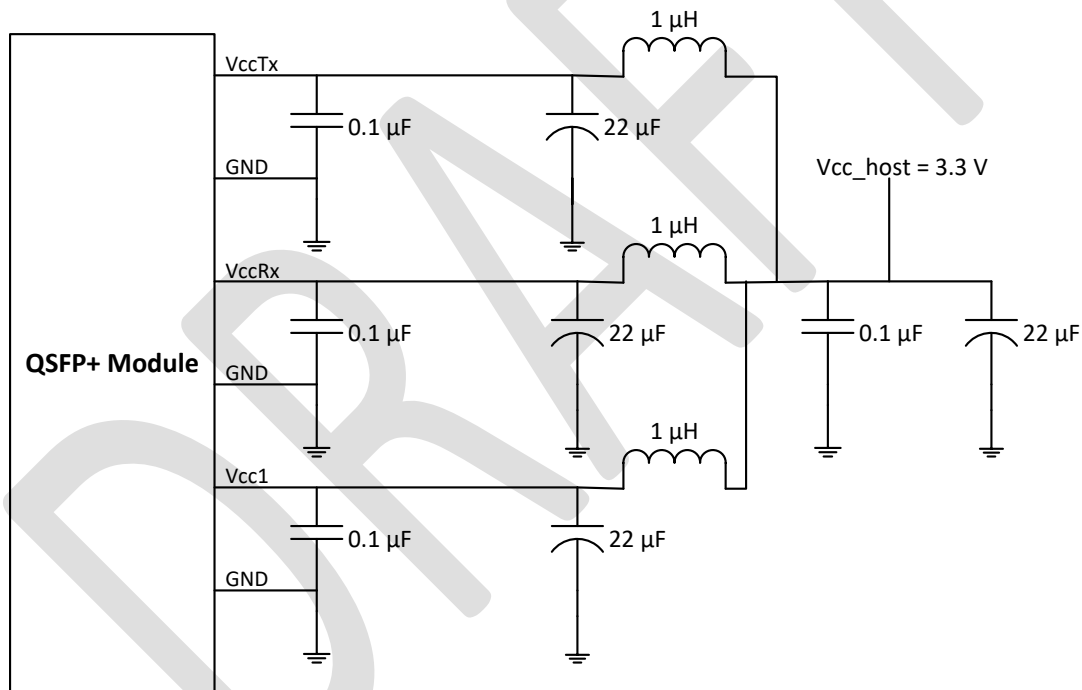 1 µH
VccTx
0.1 µF
22 µF
GND
Vcc_host = 3.3 V
1 µH
VccRx
0.1 µF
22 µF
0.1 µF
22 µF
QSFP+ Module
GND
1 µH
Vcc1
0.1 µF
22 µF
GND
DRAFT